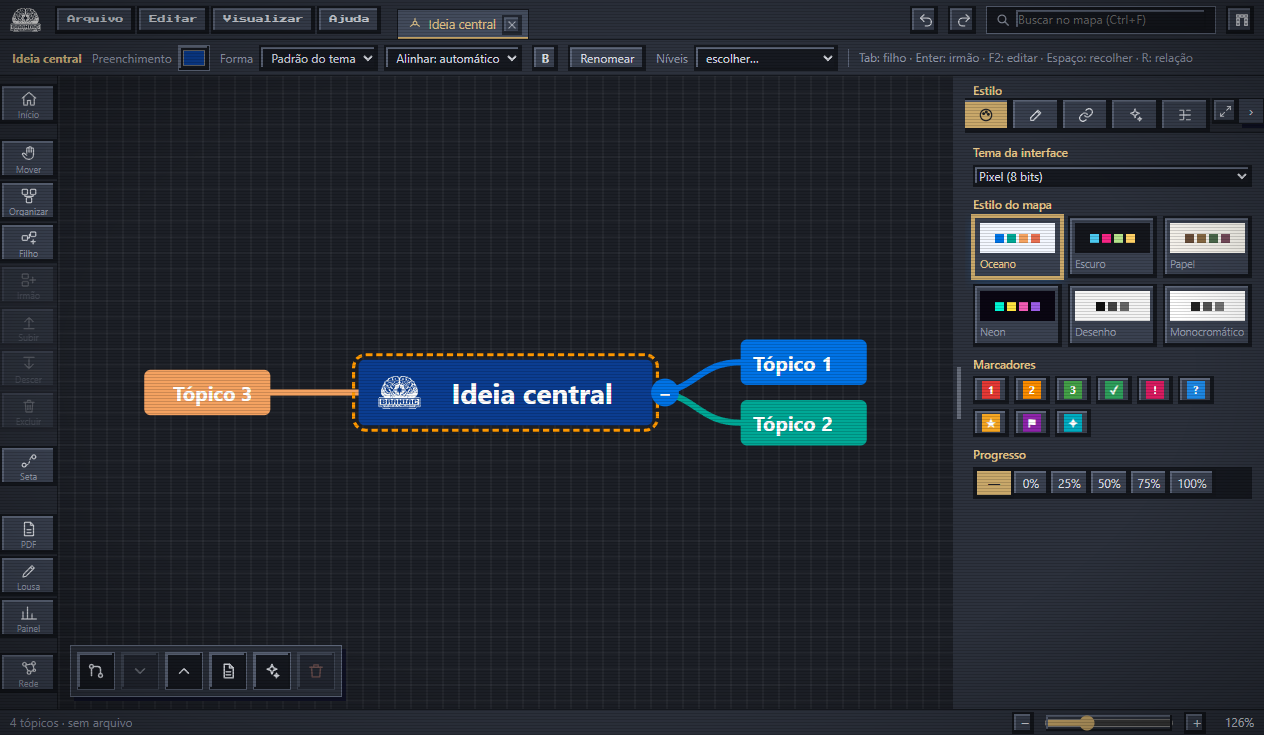 Arquivo Editar Visualizar Ajuda Ideia central Buscar no mapa (Ctrl+F)
Ideia central Preenchimento Forma Padrão do tema Alinhar: automático B Renomear Níveis escolher... Tab: filho · Enter: irmão · F2: editar · Espaço: recolher · R: relação
Início
Mover
Organizar
Filho
Irmão
Subir
Descer
Excluir
Seta
PDF
Lousa
Painel
Rede
Tópico 3
Ideia central
Tópico 1
Tópico 2
Estilo
Tema da interface
Pixel (8 bits)
Estilo do mapa
Oceano Escuro Papel
Neon Desenho Monocromático
Marcadores
1 2 3 ✓ ! ?
Progresso
— 0% 25% 50% 75% 100%
4 tópicos · sem arquivo − + 126%